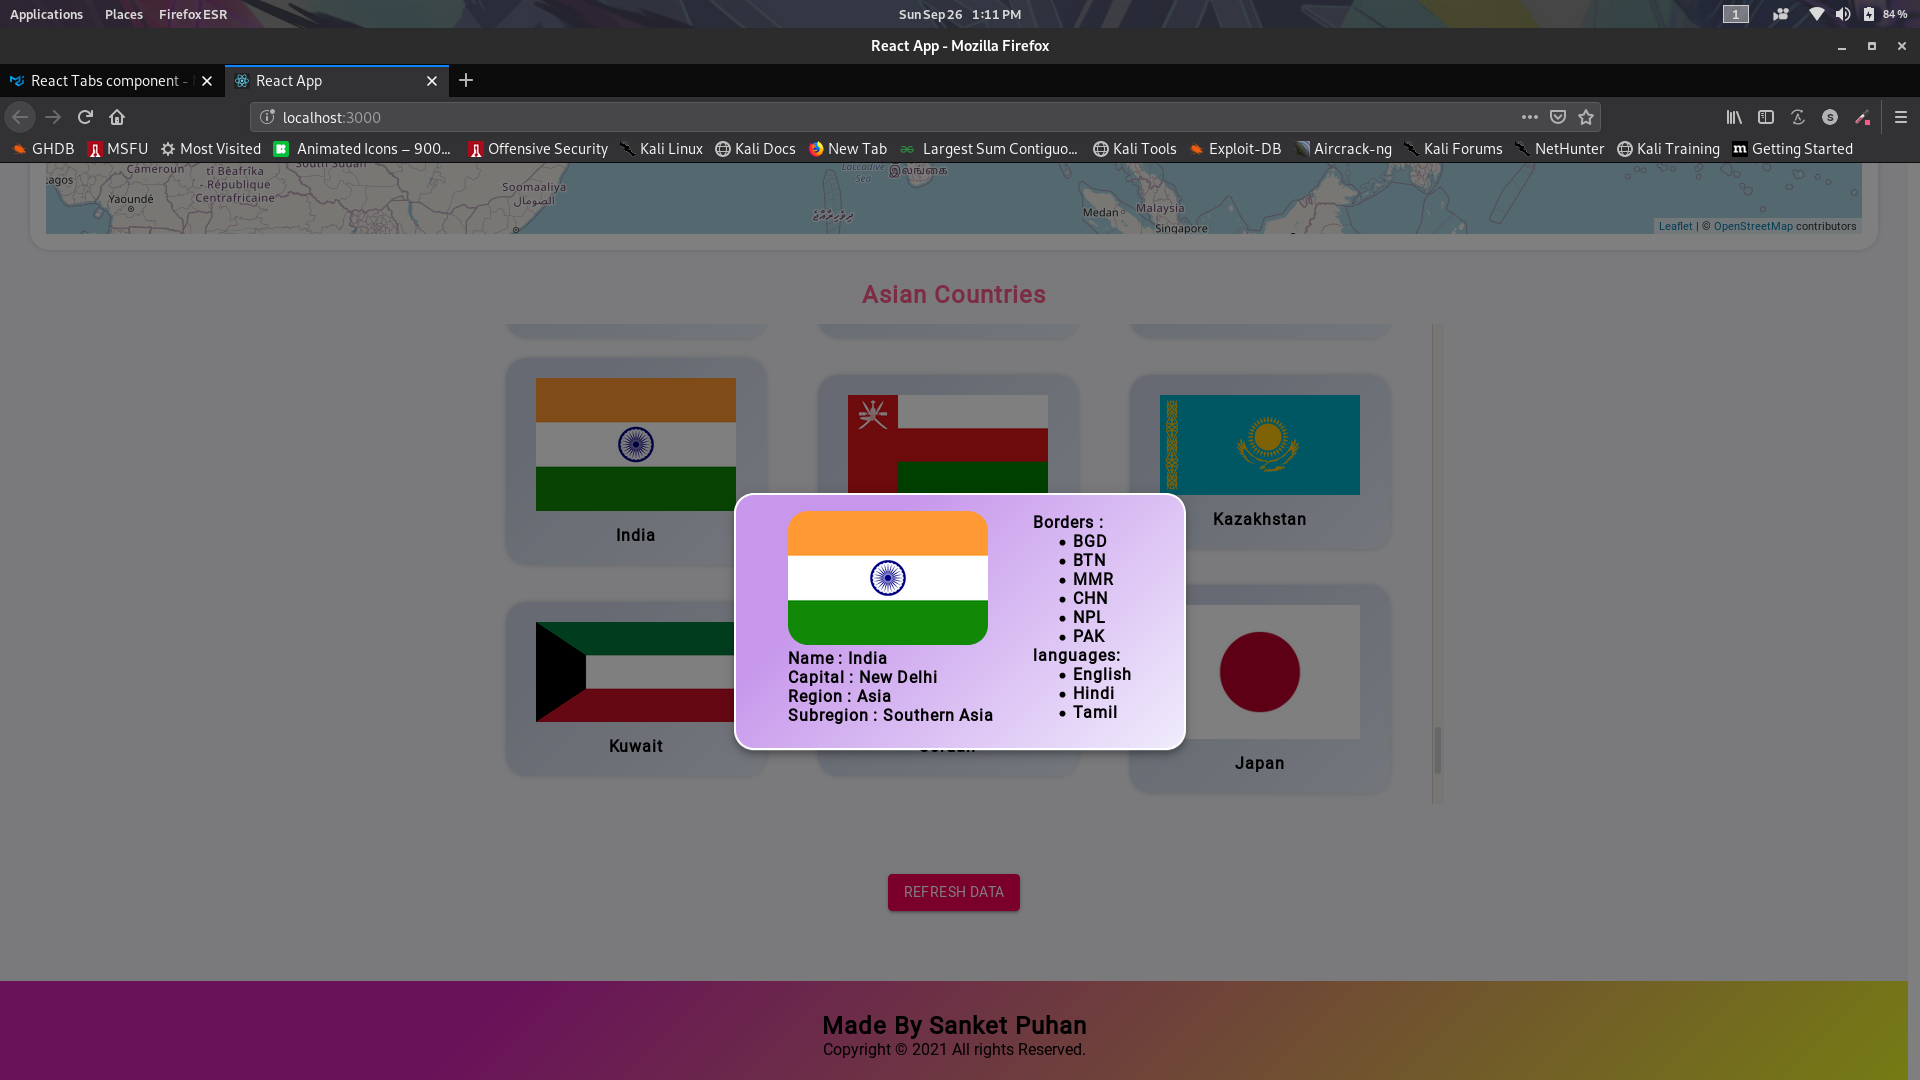 Applications Places Firefox ESR Sun Sep 26 1:11 PM 1 84 %
React App - Mozilla Firefox
React Tabs component - React App
localhost:3000
GHDB MSFU Most Visited Animated Icons – 900... Offensive Security Kali Linux Kali Docs New Tab Largest Sum Contiguo... Kali Tools Exploit-DB Aircrack-ng Kali Forums NetHunter Kali Training Getting Started
Cameroun
tî Bêafrîka
- République
Centrafricaine
Yaoundé
Soomaaliya
الصومال
Laccadive
Sea
இலங்கை
Medan
Malaysia
Singapore
Leaflet | © OpenStreetMap contributors
Asian Countries
India
Kazakhstan
Kuwait
Japan
Name : India
Capital : New Delhi
Region : Asia
Subregion : Southern Asia
Borders :
• BGD
• BTN
• MMR
• CHN
• NPL
• PAK
languages:
• English
• Hindi
• Tamil
REFRESH DATA
Made By Sanket Puhan
Copyright © 2021 All rights Reserved.